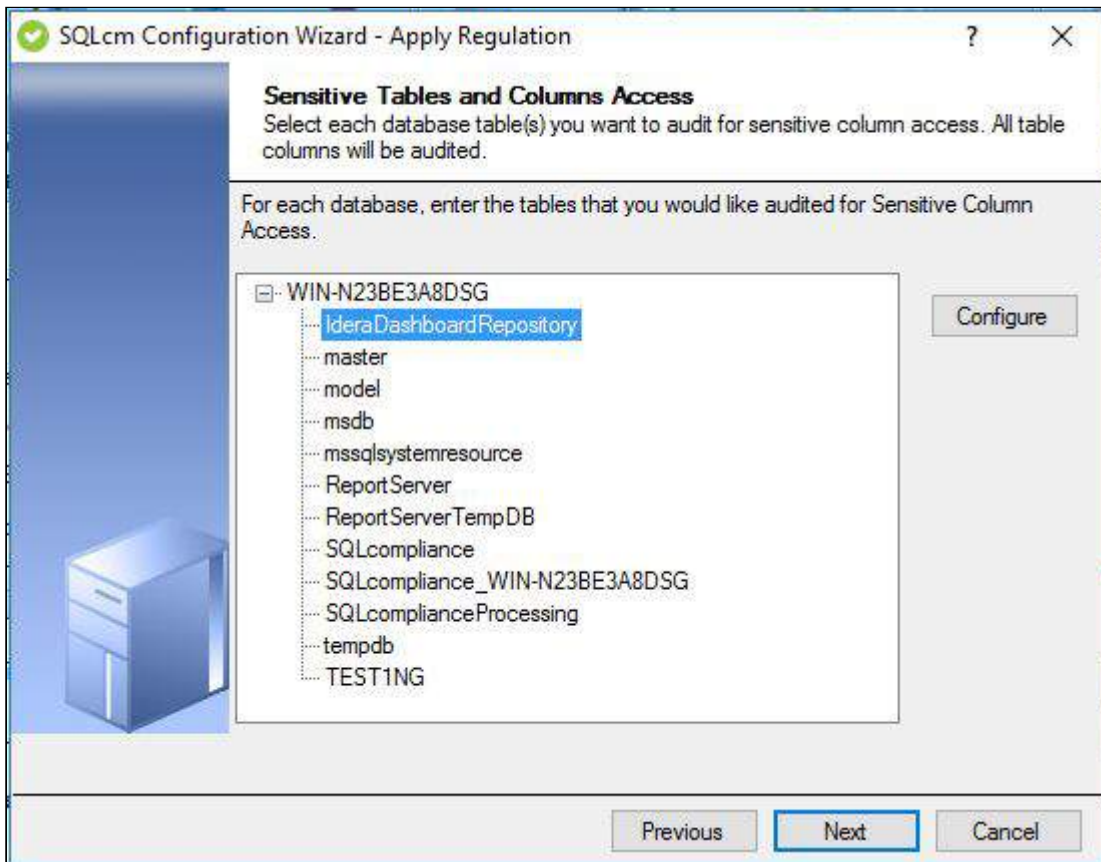 SQLcm Configuration Wizard - Apply Regulation ? ×
Sensitive Tables and Columns Access
Select each database table(s) you want to audit for sensitive column access. All table
columns will be audited.
For each database, enter the tables that you would like audited for Sensitive Column
Access.
WIN-N23BE3A8DSG
IderaDashboardRepository
Configure
master
model
msdb
mssqlsystemresource
ReportServer
ReportServerTempDB
SQLcompliance
SQLcompliance_WIN-N23BE3A8DSG
SQLcomplianceProcessing
tempdb
TEST1NG
Previous Next Cancel